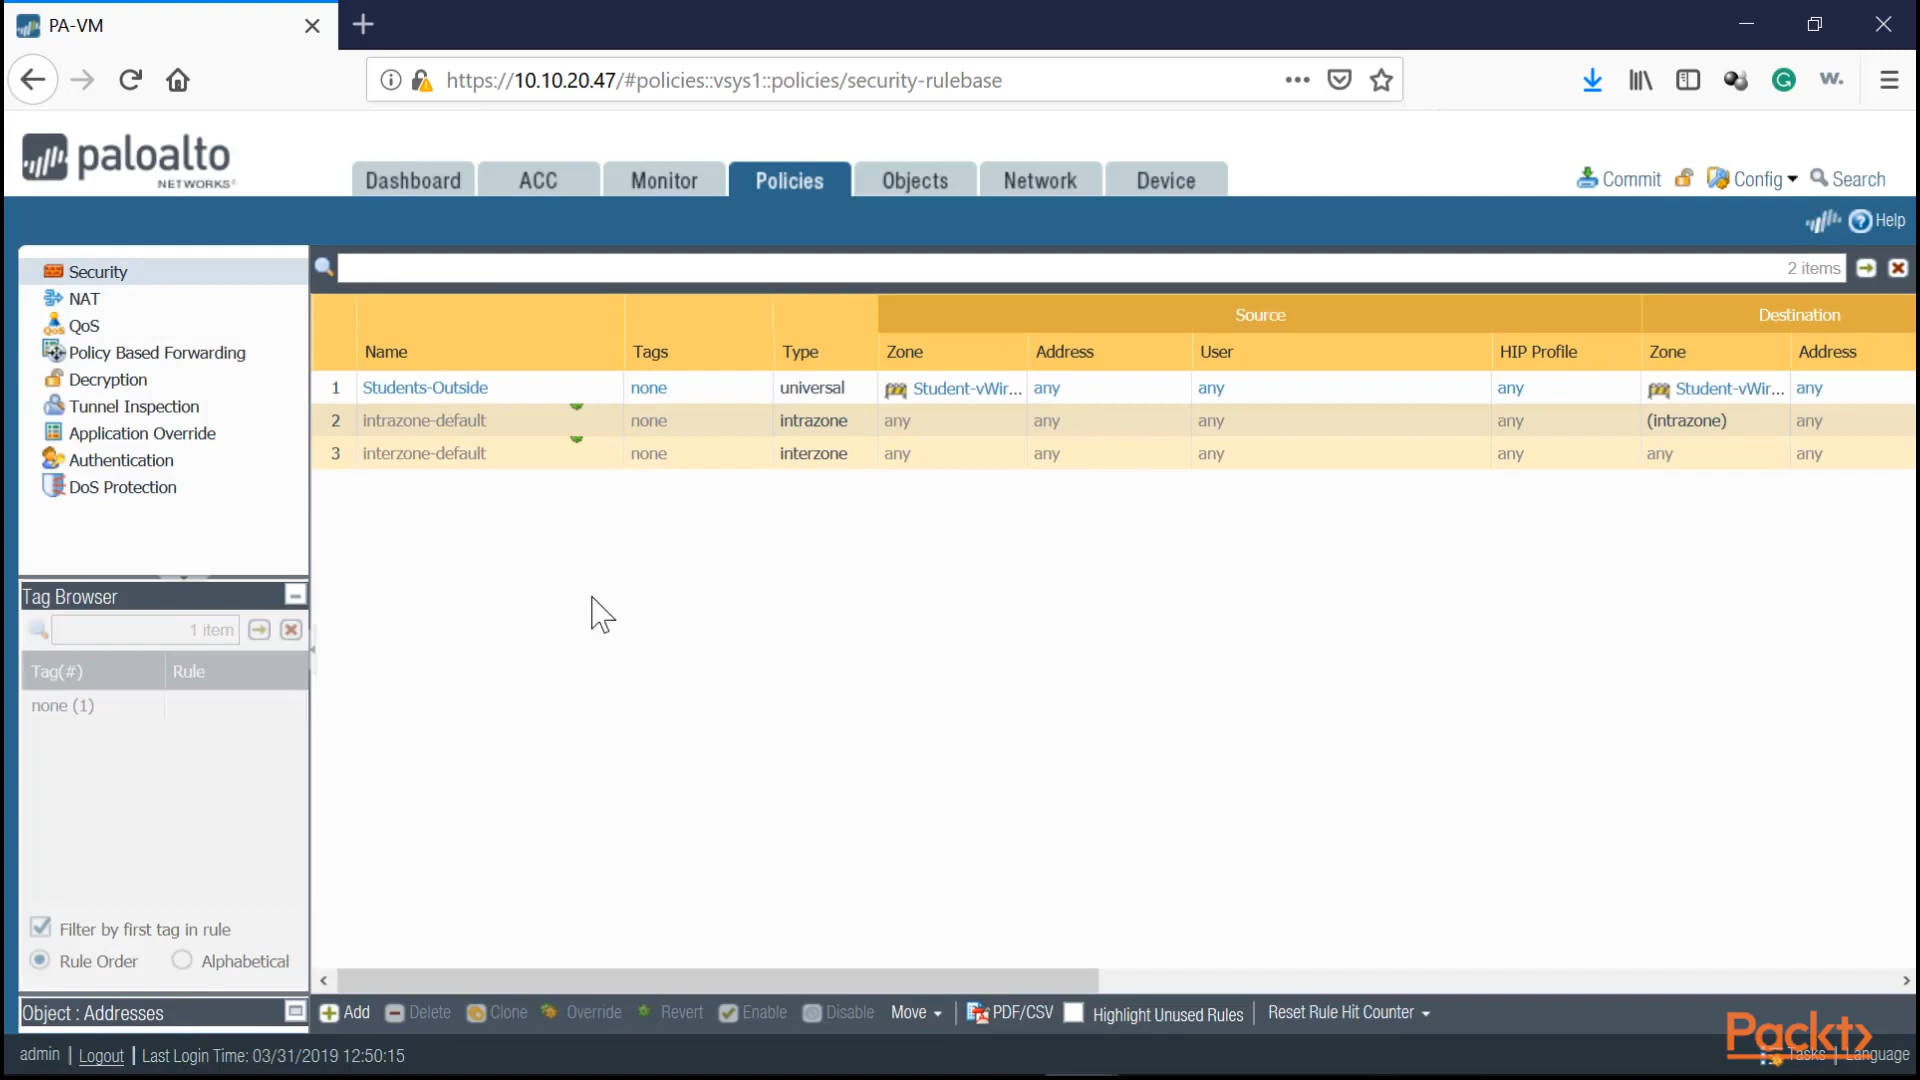 PA-VM
https://10.10.20.47/#policies::vsys1::policies/security-rulebase
w.
paloalto
NETWORKS®
Dashboard ACC Monitor Policies Objects Network Device
Commit Config Search
Help
Security
NAT
QoS
Policy Based Forwarding
Decryption
Tunnel Inspection
Application Override
Authentication
DoS Protection
2 items
Source Destination
Name Tags Type Zone Address User HIP Profile Zone Address
1 Students-Outside none universal Student-vWir... any any any Student-vWir... any
2 intrazone-default none intrazone any any any any (intrazone) any
3 interzone-default none interzone any any any any any any
Tag Browser
1 item
Tag(#) Rule
none (1)
Filter by first tag in rule
Rule Order Alphabetical
Object : Addresses
Add Delete Clone Override Revert Enable Disable Move PDF/CSV Highlight Unused Rules Reset Rule Hit Counter
Packt>
admin | Logout | Last Login Time: 03/31/2019 12:50:15
Tasks | Language